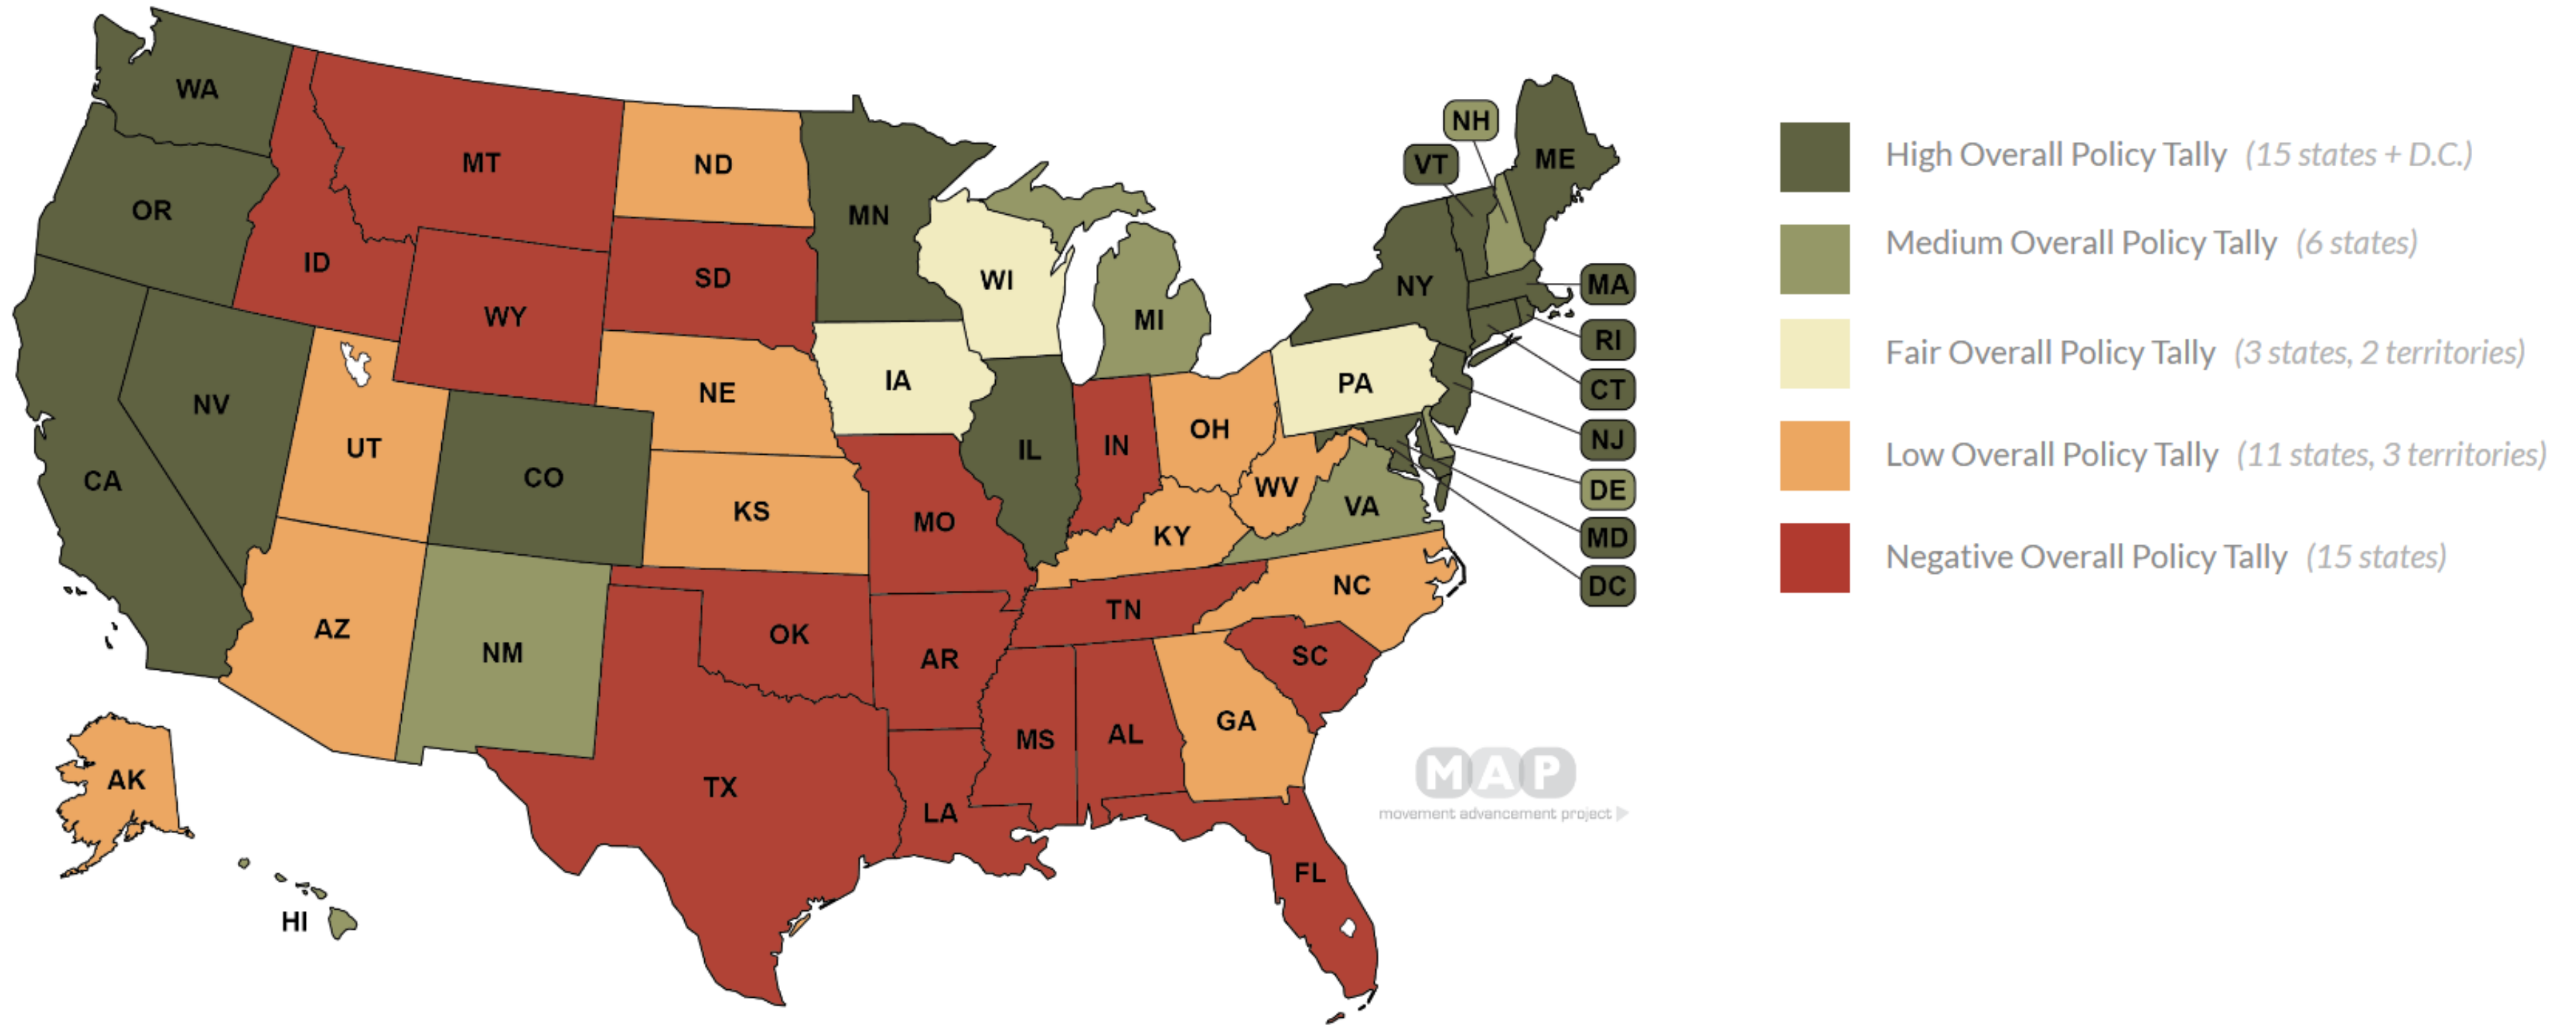 WA
OR
CA
NV
ID
MT
WY
UT
CO
AZ
NM
ND
SD
NE
KS
OK
TX
MN
IA
MO
AR
LA
WI
IL
MI
IN
OH
KY
TN
MS
AL
GA
FL
SC
NC
VA
WV
PA
NY
VT
NH
ME
MA
RI
CT
NJ
DE
MD
DC
AK
HI
MAP
movement advancement project
High Overall Policy Tally (15 states + D.C.)
Medium Overall Policy Tally (6 states)
Fair Overall Policy Tally (3 states, 2 territories)
Low Overall Policy Tally (11 states, 3 territories)
Negative Overall Policy Tally (15 states)